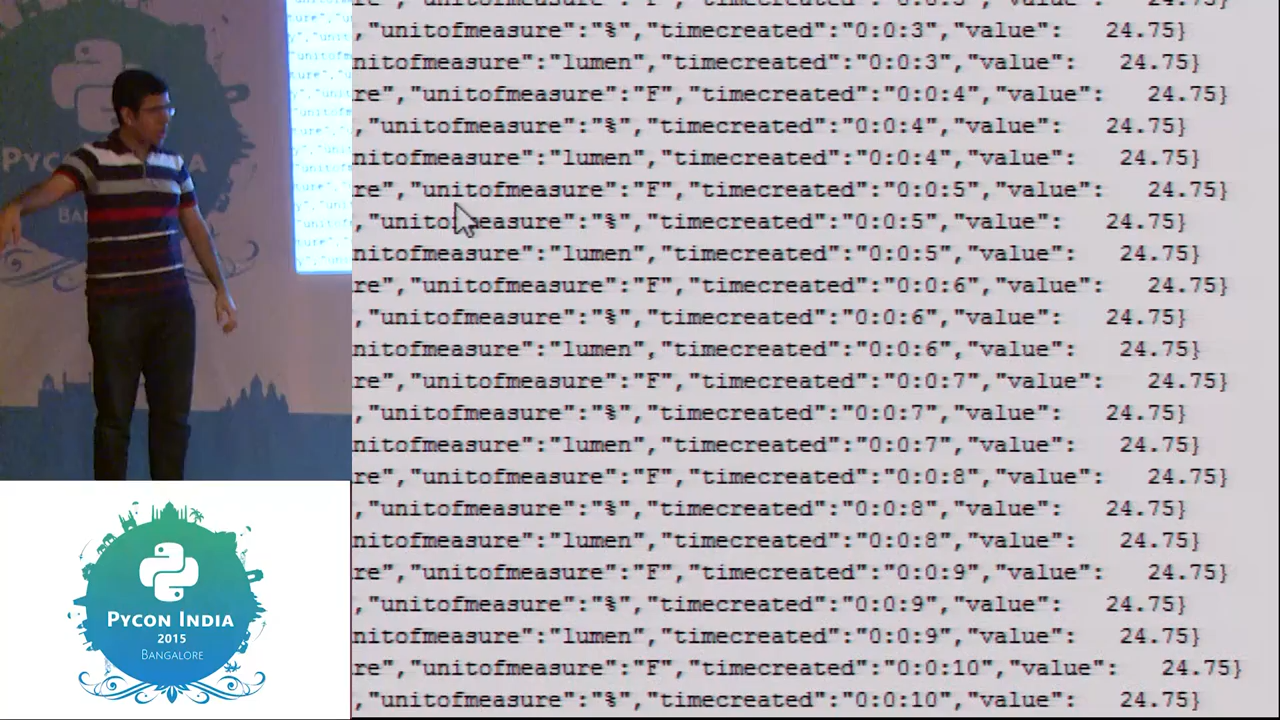 ,"unitofmeasure":"%","timecreated":"0:0:3","value":   24.75}
nitofmeasure":"lumen","timecreated":"0:0:3","value":   24.75}
re","unitofmeasure":"F","timecreated":"0:0:4","value":   24.75}
,"unitofmeasure":"%","timecreated":"0:0:4","value":   24.75}
nitofmeasure":"lumen","timecreated":"0:0:4","value":   24.75}
re","unitofmeasure":"F","timecreated":"0:0:5","value":   24.75}
,"unitofmeasure":"%","timecreated":"0:0:5","value":   24.75}
nitofmeasure":"lumen","timecreated":"0:0:5","value":   24.75}
re","unitofmeasure":"F","timecreated":"0:0:6","value":   24.75}
,"unitofmeasure":"%","timecreated":"0:0:6","value":   24.75}
nitofmeasure":"lumen","timecreated":"0:0:6","value":   24.75}
re","unitofmeasure":"F","timecreated":"0:0:7","value":   24.75}
,"unitofmeasure":"%","timecreated":"0:0:7","value":   24.75}
nitofmeasure":"lumen","timecreated":"0:0:7","value":   24.75}
re","unitofmeasure":"F","timecreated":"0:0:8","value":   24.75}
,"unitofmeasure":"%","timecreated":"0:0:8","value":   24.75}
nitofmeasure":"lumen","timecreated":"0:0:8","value":   24.75}
re","unitofmeasure":"F","timecreated":"0:0:9","value":   24.75}
,"unitofmeasure":"%","timecreated":"0:0:9","value":   24.75}
nitofmeasure":"lumen","timecreated":"0:0:9","value":   24.75}
re","unitofmeasure":"F","timecreated":"0:0:10","value":   24.75}
,"unitofmeasure":"%","timecreated":"0:0:10","value":   24.75}
PYCON INDIA
2015
BANGALORE